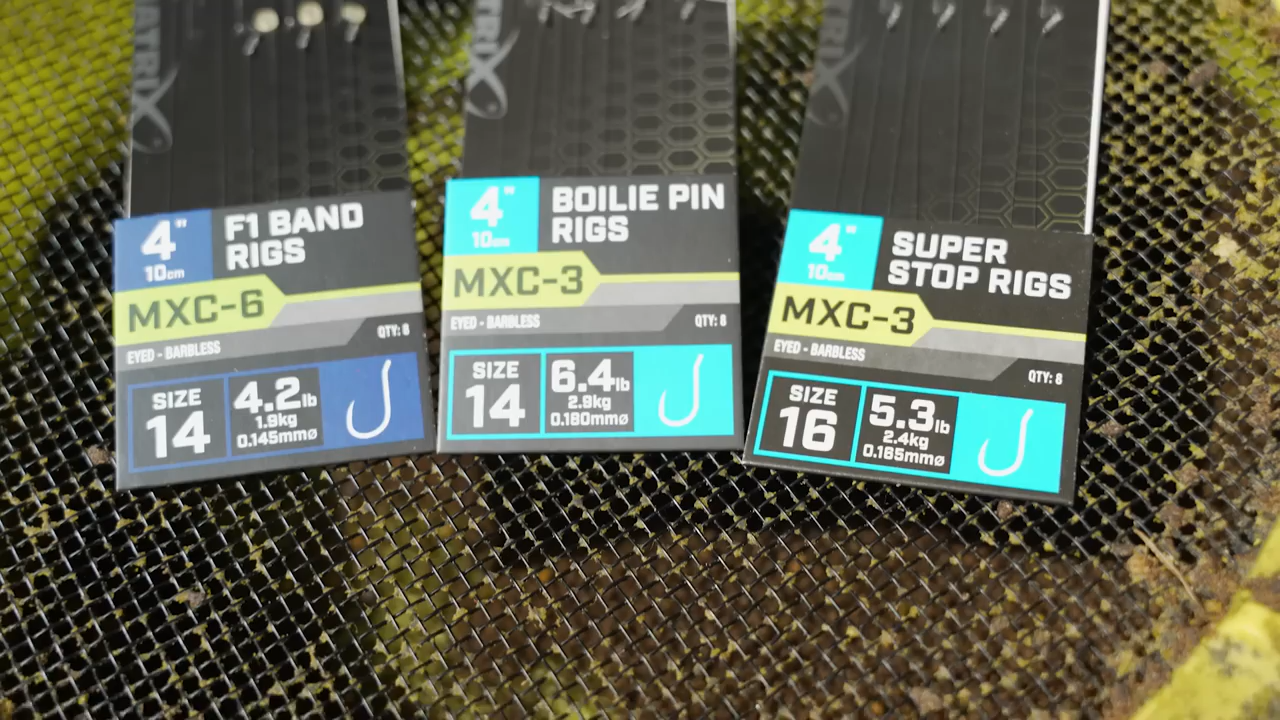 MATRIX
4"
10cm
F1 BAND
RIGS
MXC-6
EYED - BARBLESS
QTY: 8
SIZE
14
4.2lb
1.9kg
0.145mmø
MATRIX
4"
10cm
BOILIE PIN
RIGS
MXC-3
EYED - BARBLESS
QTY: 8
SIZE
14
6.4lb
2.9kg
0.180mmø
4"
10cm
SUPER
STOP RIGS
MXC-3
EYED - BARBLESS
QTY: 8
SIZE
16
5.3lb
2.4kg
0.165mmø